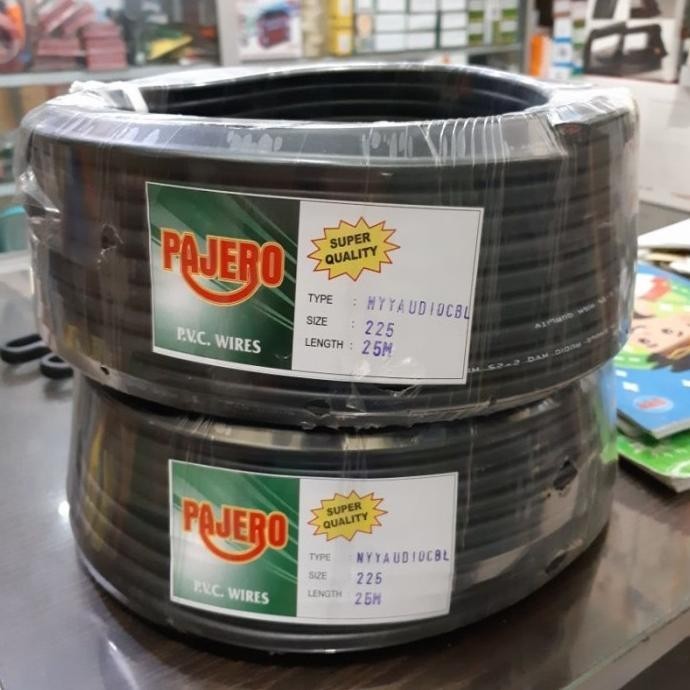 PAJERO
P.V.C. WIRES
SUPER
QUALITY
TYPE : NYYAUDIOCBL
SIZE : 225
LENGTH : 25M
PAJERO
P.V.C. WIRES
SUPER
QUALITY
TYPE : NYYAUDIOCBL
SIZE : 225
LENGTH : 25M